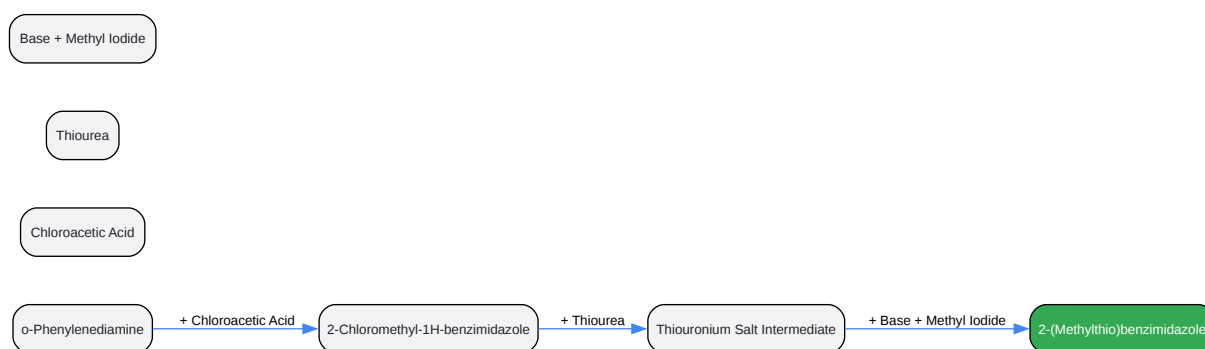 Base + Methyl Iodide
Thiourea
Chloroacetic Acid
o-Phenylenediamine
+ Chloroacetic Acid
2-Chloromethyl-1H-benzimidazole
+ Thiourea
Thiouronium Salt Intermediate
+ Base + Methyl Iodide
2-(Methylthio)benzimidazole